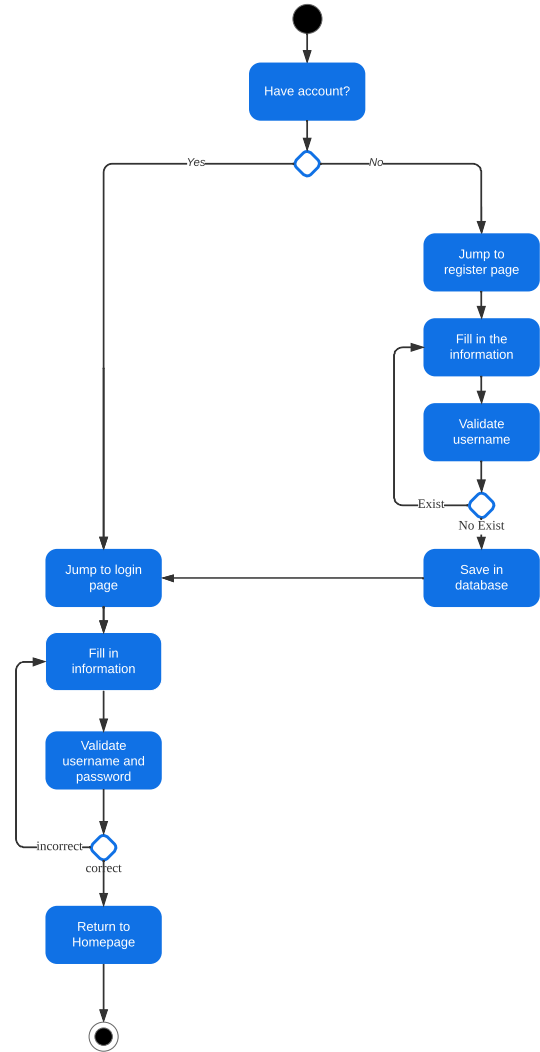 Have account?
Yes
No
Jump to
register page
Fill in the
information
Validate
username
Exist
No Exist
Jump to login
page
Save in
database
Fill in
information
Validate
username and
password
incorrect
correct
Return to
Homepage